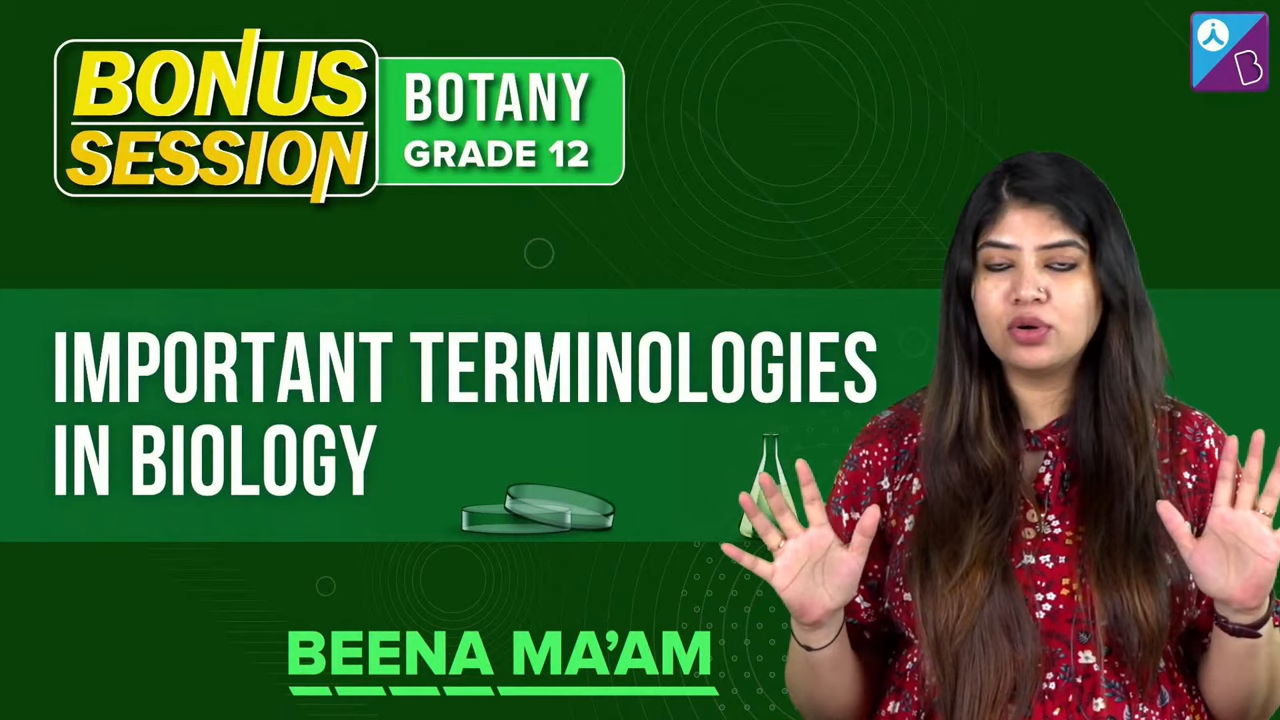 BONUS
SESSION
BOTANY
GRADE 12
IMPORTANT TERMINOLOGIES
IN BIOLOGY
BEENA MA'AM
B